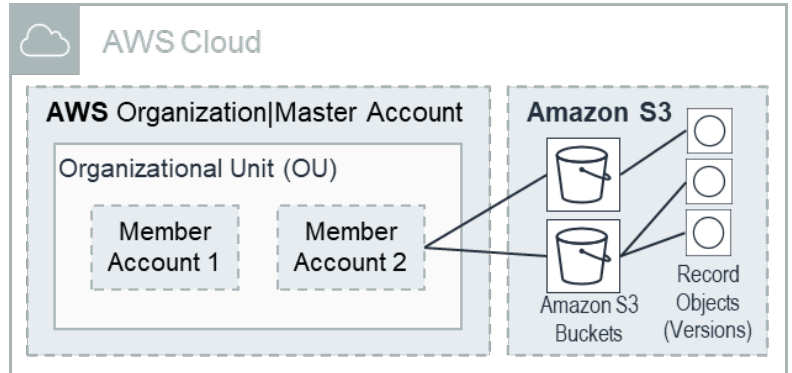 AWS Cloud
AWS Organization|Master Account
Organizational Unit (OU)
Member
Account 1
Member
Account 2
Amazon S3
Amazon S3
Buckets
Record
Objects
(Versions)